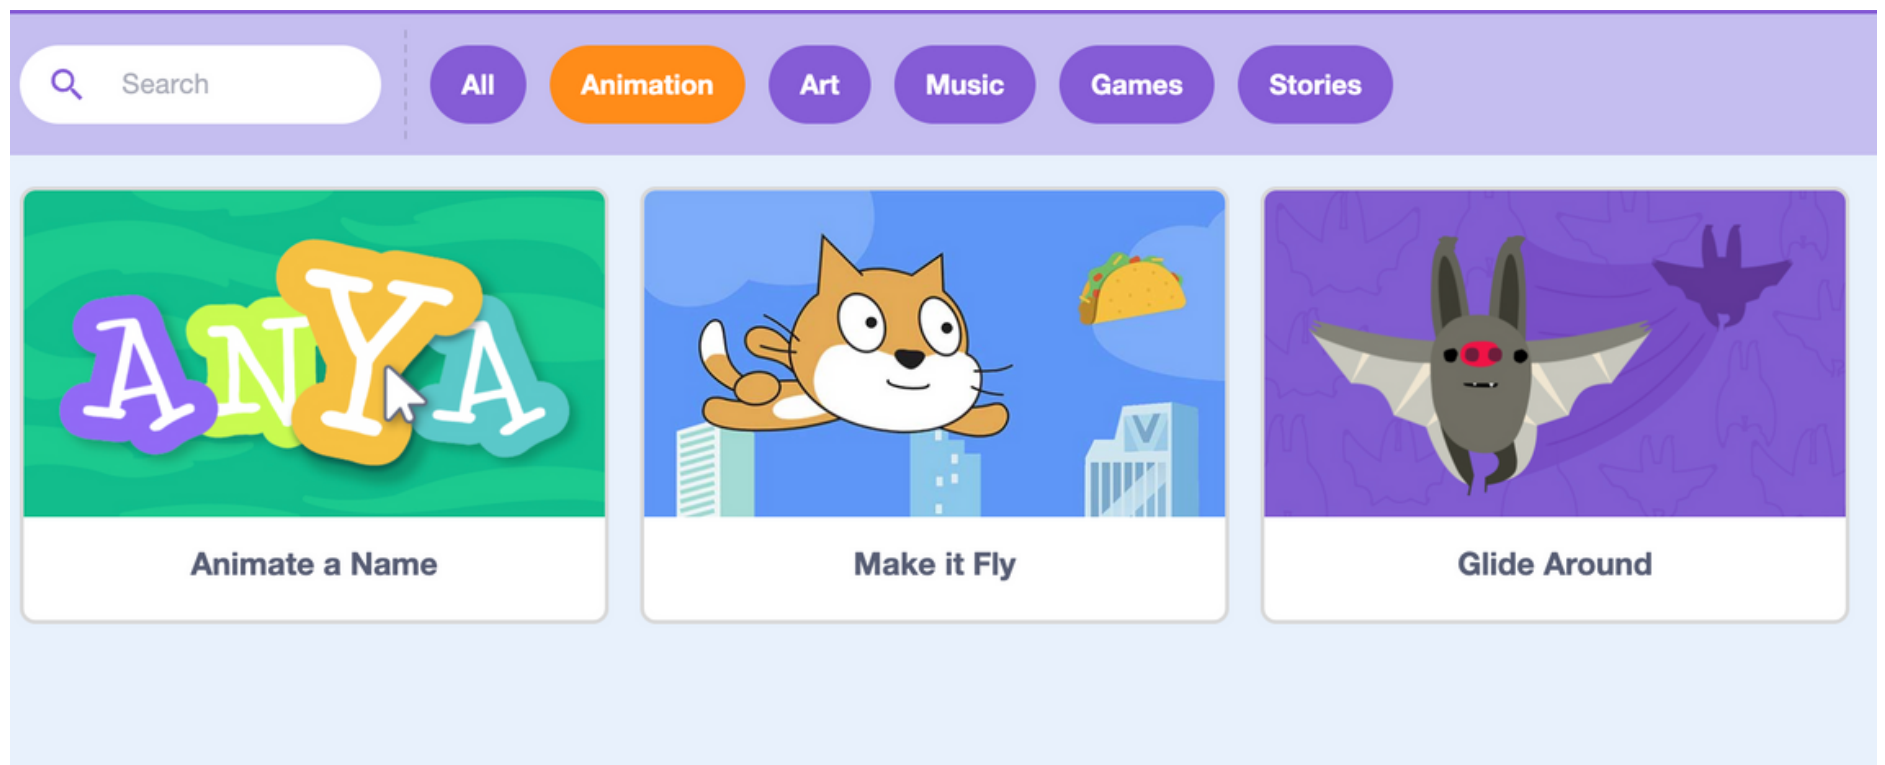 Search
All
Animation
Art
Music
Games
Stories
ANYA
Animate a Name
Make it Fly
Glide Around